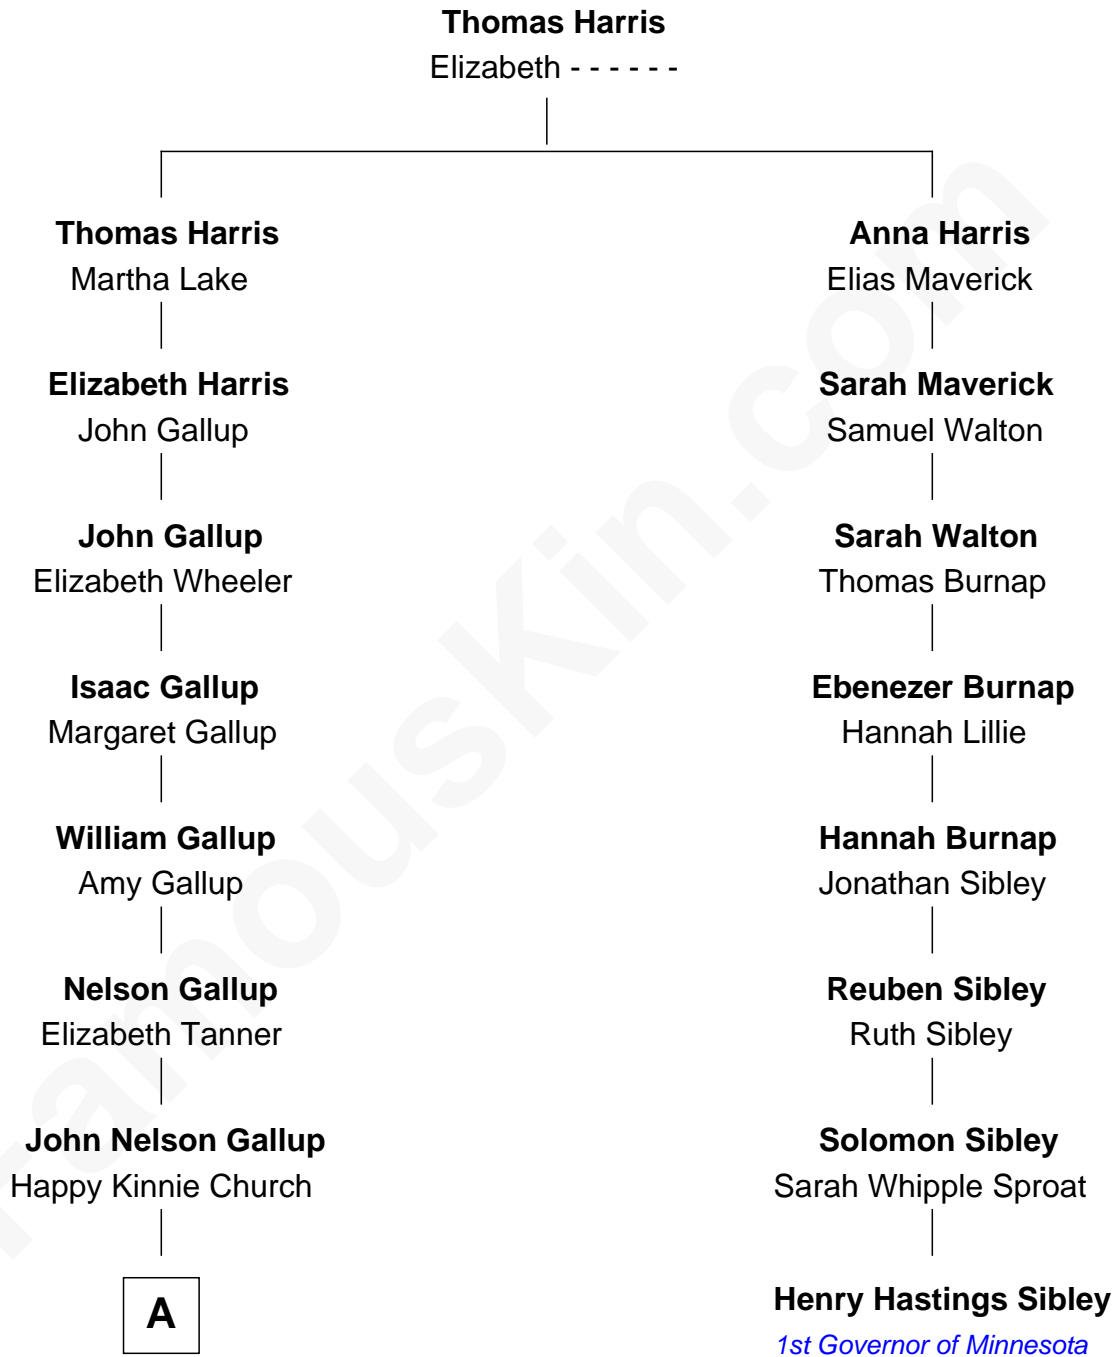 Thomas Harris
Elizabeth - - - - - -
Thomas Harris
Martha Lake
Elizabeth Harris
John Gallup
John Gallup
Elizabeth Wheeler
Isaac Gallup
Margaret Gallup
William Gallup
Amy Gallup
Nelson Gallup
Elizabeth Tanner
John Nelson Gallup
Happy Kinnie Church
A
Anna Harris
Elias Maverick
Sarah Maverick
Samuel Walton
Sarah Walton
Thomas Burnap
Ebenezer Burnap
Hannah Lillie
Hannah Burnap
Jonathan Sibley
Reuben Sibley
Ruth Sibley
Solomon Sibley
Sarah Whipple Sproat
Henry Hastings Sibley
1st Governor of Minnesota
FamousKin.com